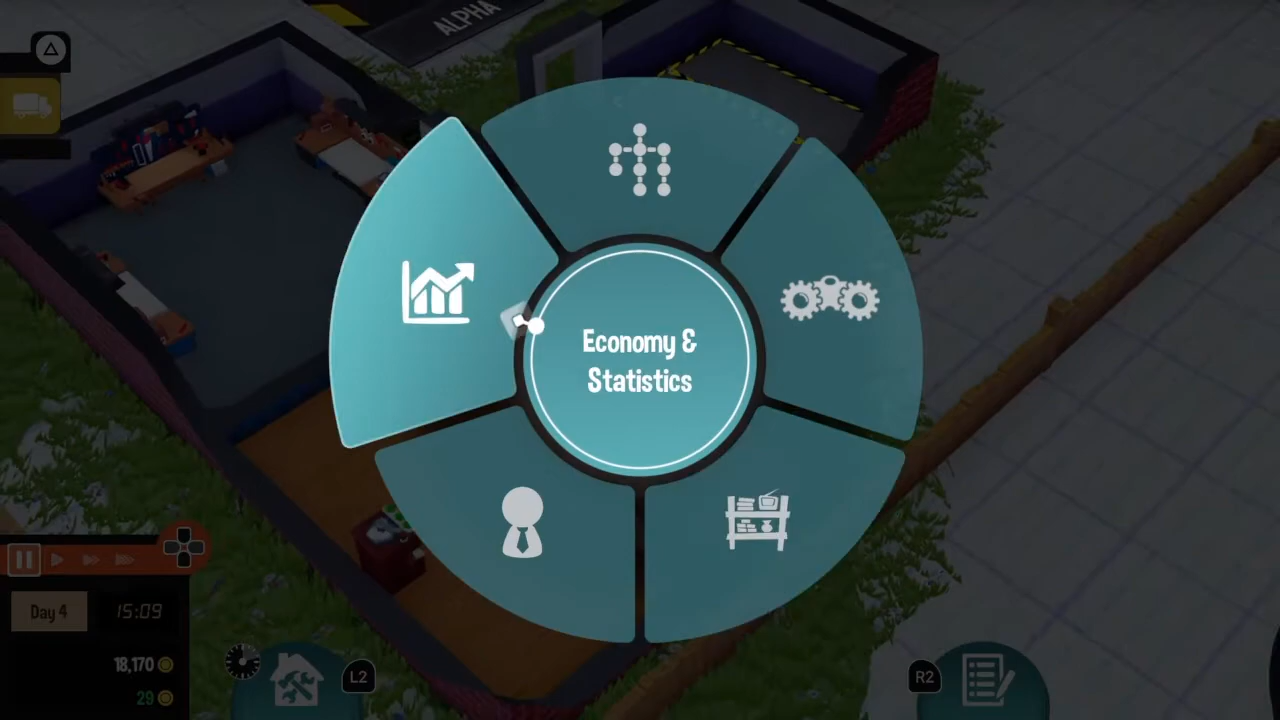 ALPHA
Economy &
Statistics
Day 4
15:09
18,170
29
L2
R2